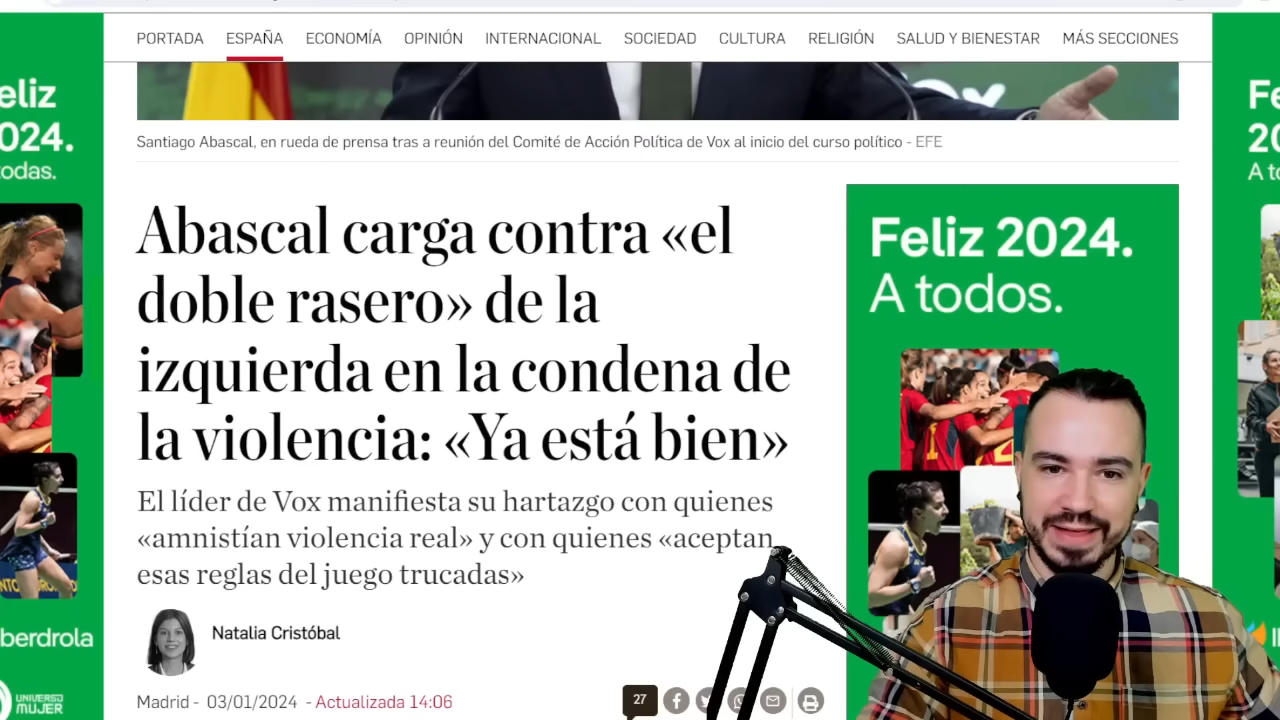 PORTADA ESPAÑA ECONOMÍA OPINIÓN INTERNACIONAL SOCIEDAD CULTURA RELIGIÓN SALUD Y BIENESTAR MÁS SECCIONES
Santiago Abascal, en rueda de prensa tras a reunión del Comité de Acción Política de Vox al inicio del curso político - EFE
Abascal carga contra «el
doble rasero» de la
izquierda en la condena de
la violencia: «Ya está bien»
El líder de Vox manifiesta su hartazgo con quienes
«amnistían violencia real» y con quienes «aceptan
esas reglas del juego trucadas»
Natalia Cristóbal
Madrid - 03/01/2024 - Actualizada 14:06
27
Feliz 2024.
A todos.
eliz
024.
odas.
berdrola
UNIVERSO
MUJER
Fe
20
A to